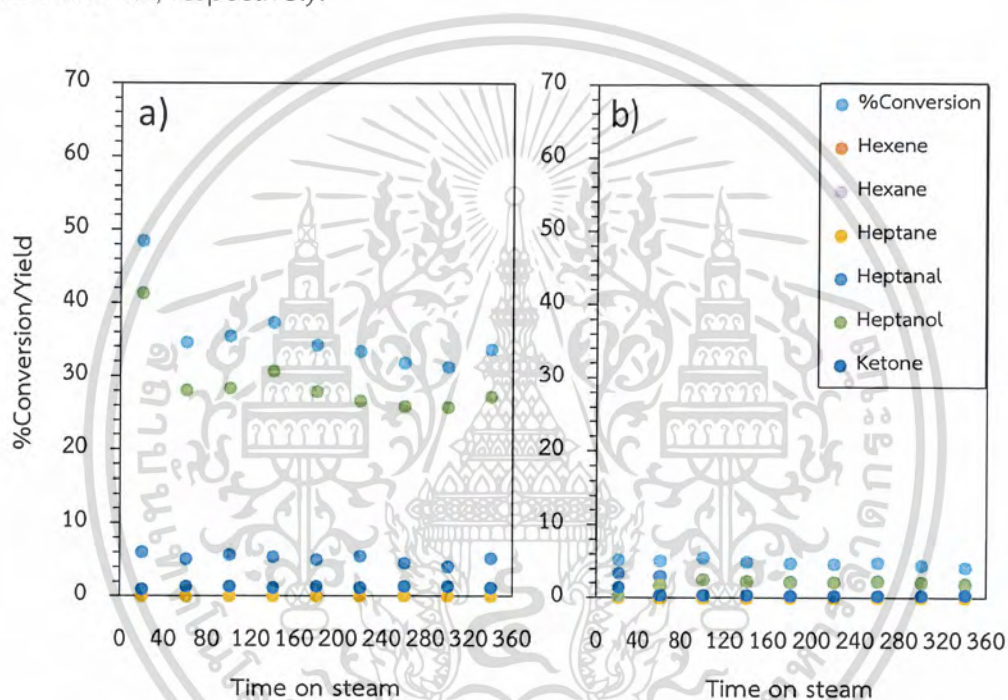 respectively.
a)
b)
70
60
50
40
30
20
10
0
70
60
50
40
30
20
10
0
%Conversion/Yield
%Conversion
Hexene
Hexane
Heptane
Heptanal
Heptanol
Ketone
0 40 80 120 160 200 240 280 320 360
0 40 80 120 160 200 240 280 320 360
Time on steam
Time on steam